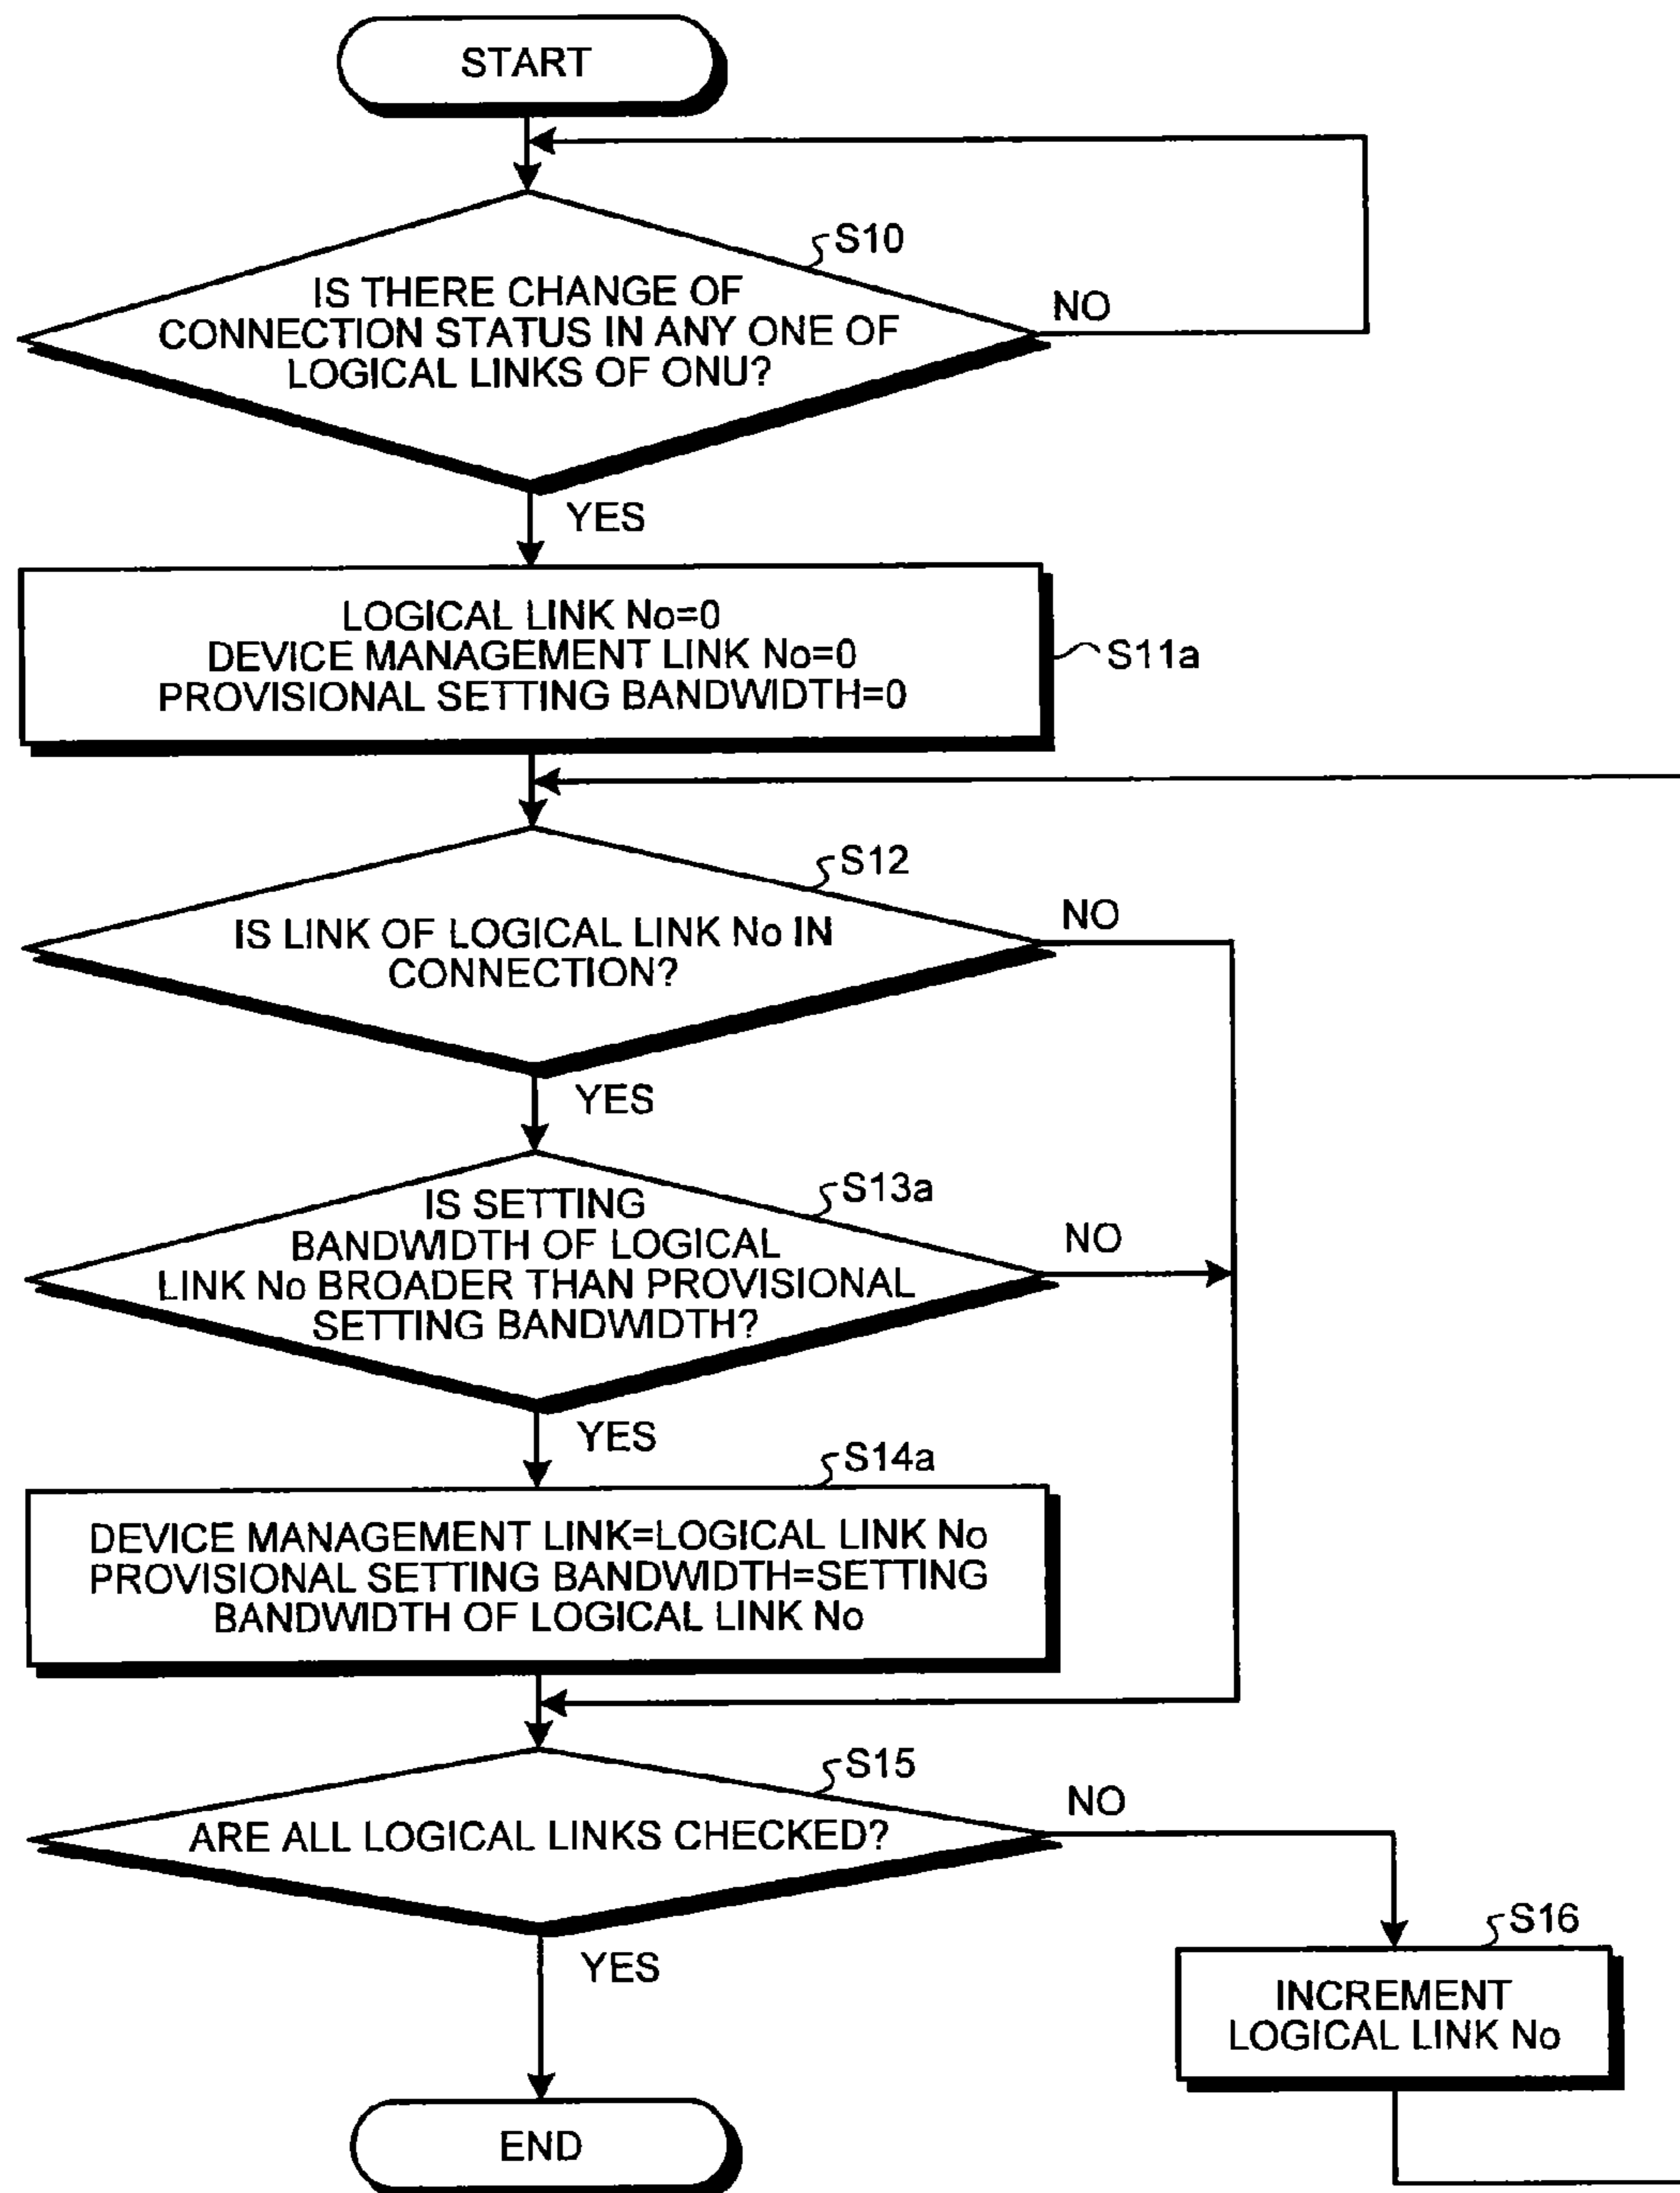 START
S10
IS THERE CHANGE OF
CONNECTION STATUS IN ANY ONE OF
LOGICAL LINKS OF ONU?
NO
YES
LOGICAL LINK No=0
DEVICE MANAGEMENT LINK No=0
PROVISIONAL SETTING BANDWIDTH=0
S11a
S12
IS LINK OF LOGICAL LINK No IN
CONNECTION?
NO
YES
S13a
IS SETTING
BANDWIDTH OF LOGICAL
LINK No BROADER THAN PROVISIONAL
SETTING BANDWIDTH?
NO
YES
S14a
DEVICE MANAGEMENT LINK=LOGICAL LINK No
PROVISIONAL SETTING BANDWIDTH=SETTING
BANDWIDTH OF LOGICAL LINK No
S15
ARE ALL LOGICAL LINKS CHECKED?
NO
YES
S16
INCREMENT
LOGICAL LINK No
END